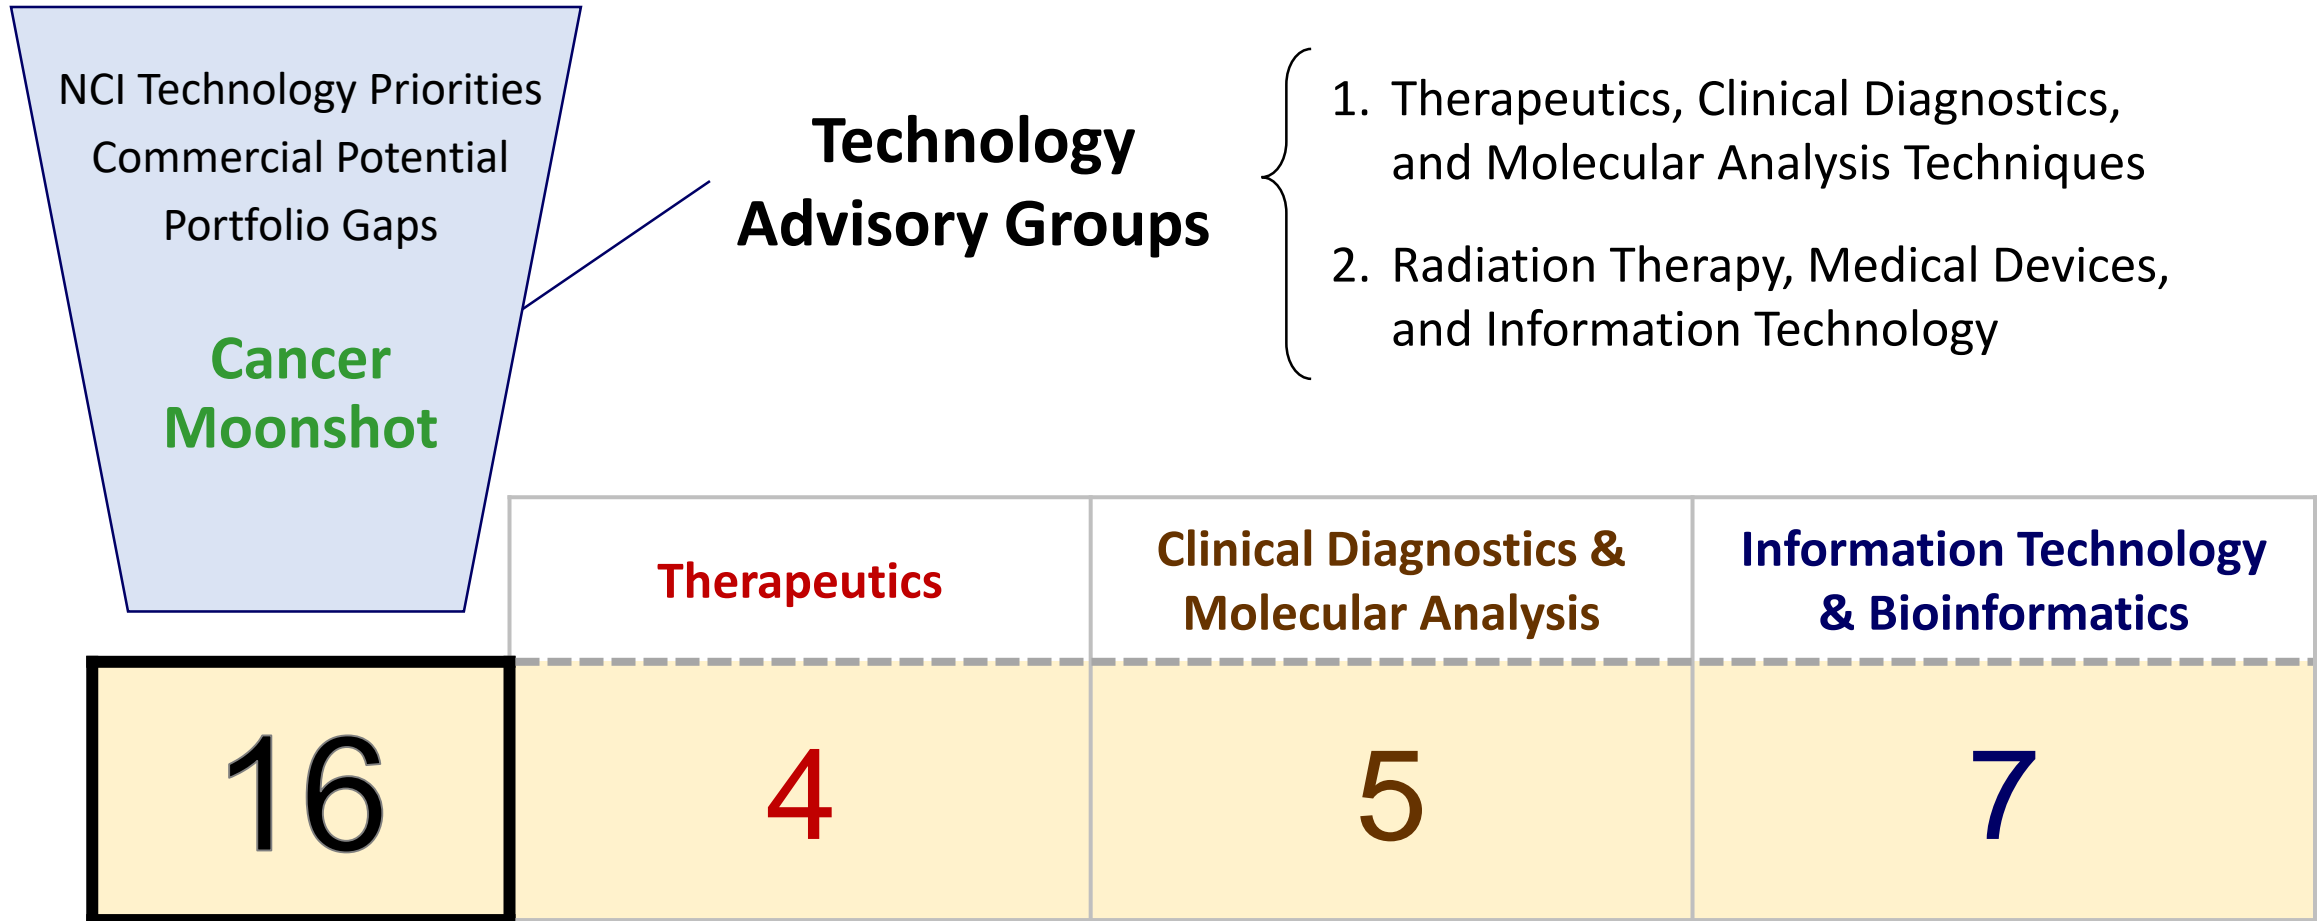 NCI Technology Priorities
Commercial Potential
Portfolio Gaps
Cancer
Moonshot
Technology
Advisory Groups
1. Therapeutics, Clinical Diagnostics,
and Molecular Analysis Techniques
2. Radiation Therapy, Medical Devices,
and Information Technology
Therapeutics
Clinical Diagnostics &
Molecular Analysis
Information Technology
& Bioinformatics
16
4
5
7